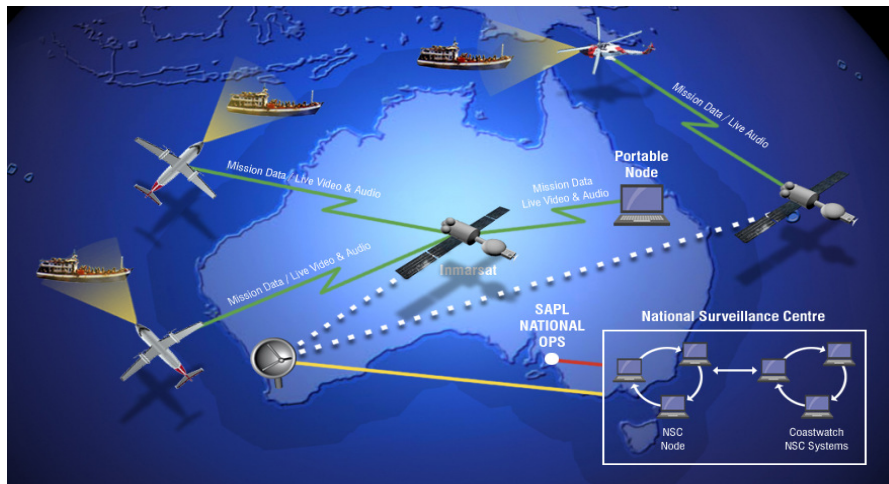 Mission Data / Live Audio
Mission Data / Live Video & Audio
Portable
Node
Mission Data
Live Video & Audio
Mission Data / Live Video & Audio
Inmarsat
SAPL
NATIONAL
OPS
National Surveillance Centre
NSC
Node
Coastwatch
NSC Systems